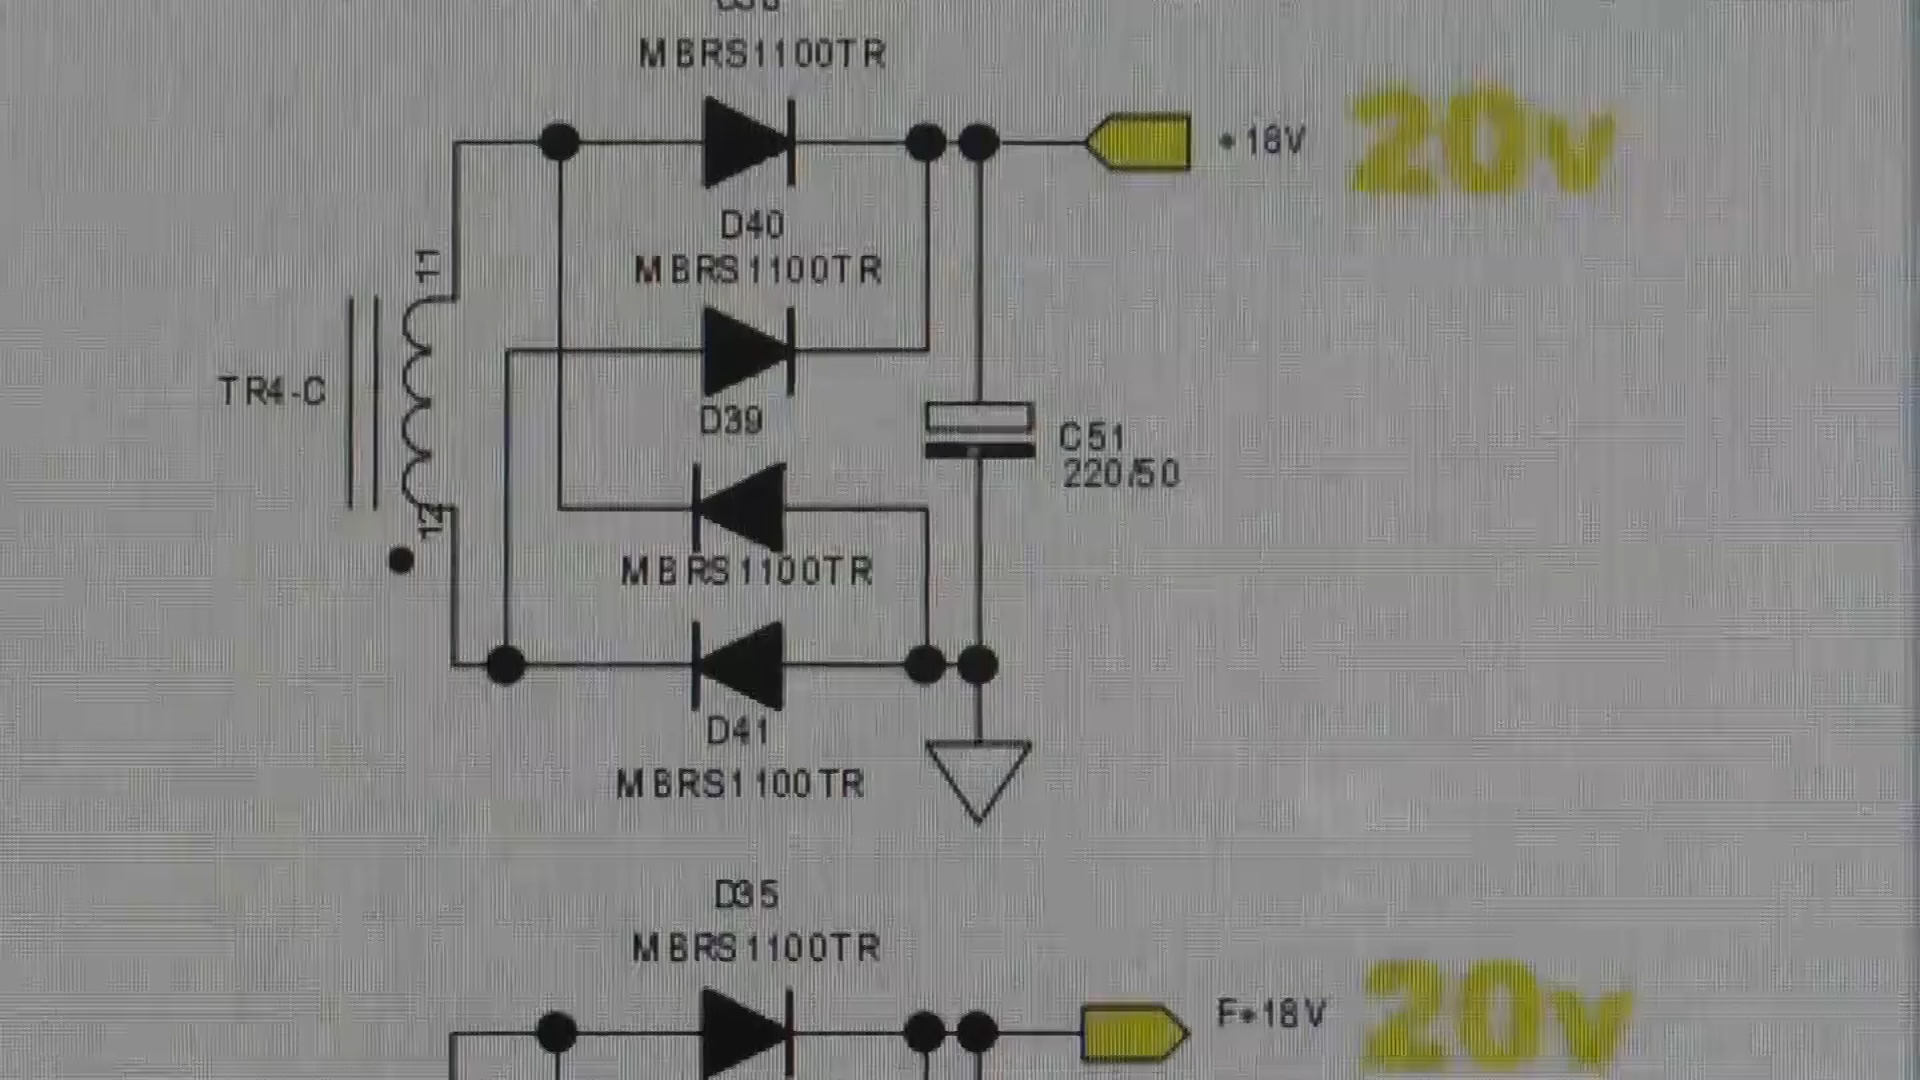 MBRS1100TR
+18V
20v
D40
MBRS1100TR
11
TR4-C
D39
C51
220/50
12
MBRS1100TR
D41
MBRS1100TR
D35
MBRS1100TR
F+18V
20v